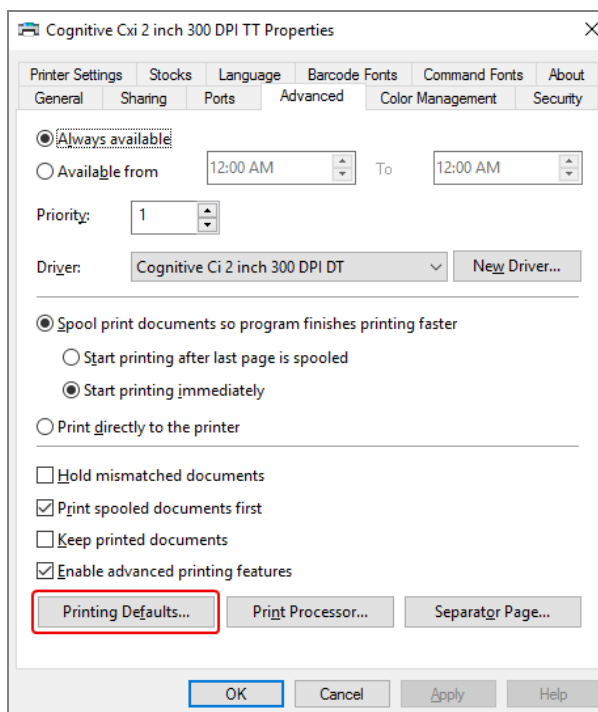 Cognitive Cxi 2 inch 300 DPI TT Properties
Printer Settings Stocks Language Barcode Fonts Command Fonts About
General Sharing Ports Advanced Color Management Security
Always available
Available from 12:00 AM To 12:00 AM
Priority: 1
Driver: Cognitive Ci 2 inch 300 DPI DT New Driver...
Spool print documents so program finishes printing faster
Start printing after last page is spooled
Start printing immediately
Print directly to the printer
Hold mismatched documents
Print spooled documents first
Keep printed documents
Enable advanced printing features
Printing Defaults... Print Processor... Separator Page...
OK Cancel Apply Help